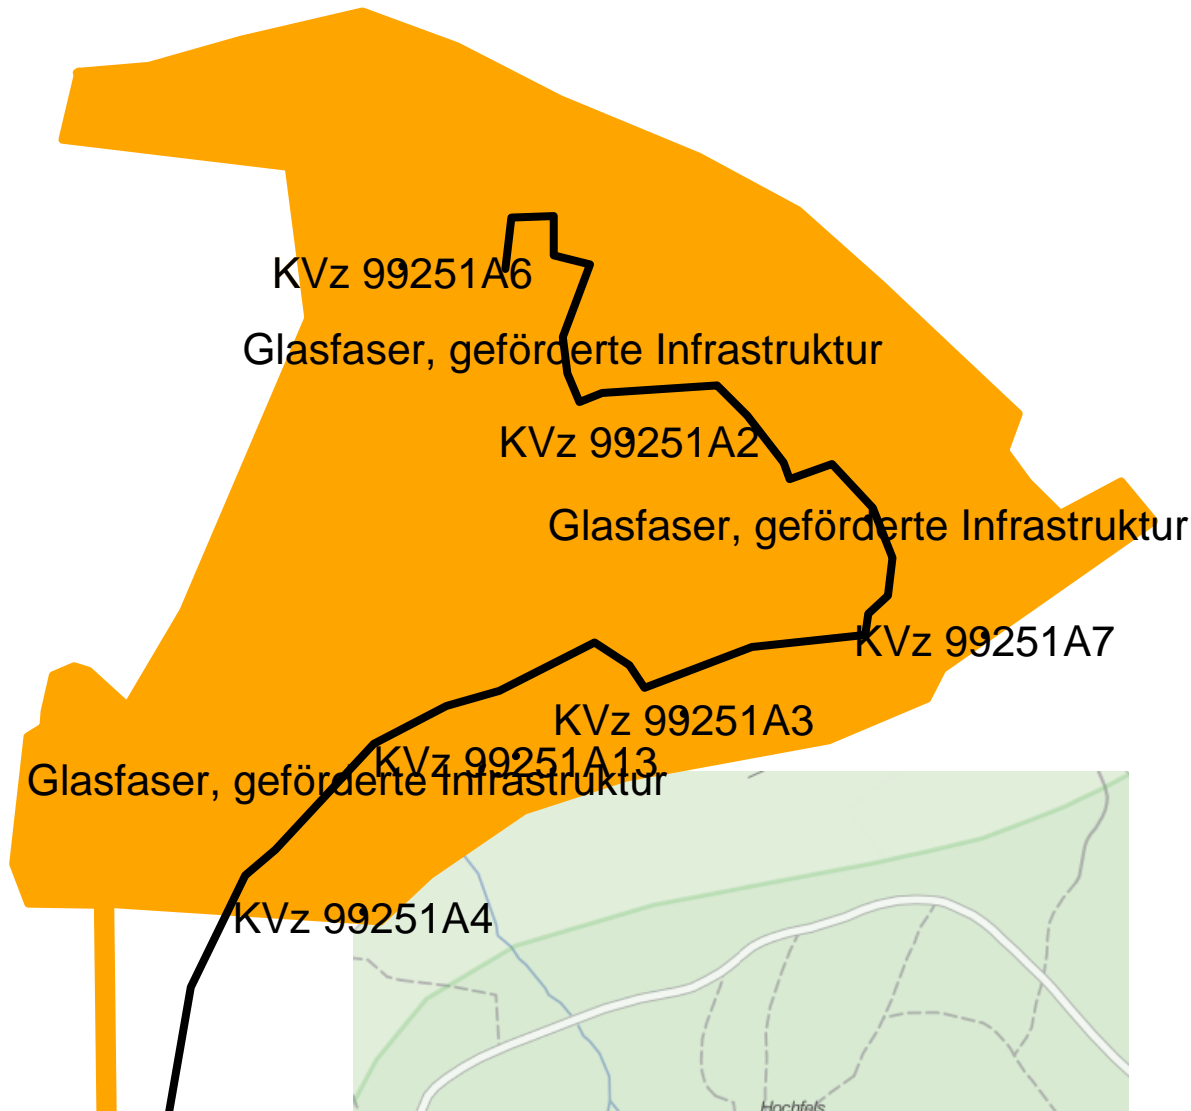 KVz 99251A6
Glasfaser, geförderte Infrastruktur
KVz 99251A2
Glasfaser, geförderte Infrastruktur
KVz 99251A7
KVz 99251A3
KVz 99251A13
Glasfaser, geförderte Infrastruktur
KVz 99251A4
Hochfels